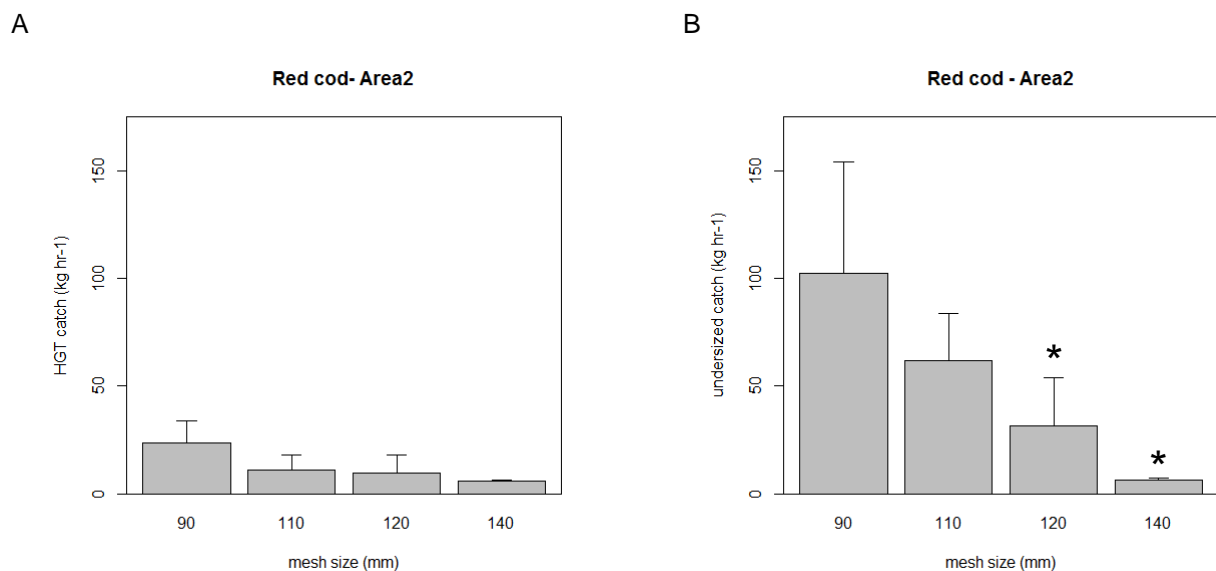 A
Red cod- Area2
HGT catch (kg hr-1)
150
100
50
0
90 110 120 140
mesh size (mm)
B
Red cod - Area2
undersized catch (kg hr-1)
150
100
50
0
*
*
90 110 120 140
mesh size (mm)